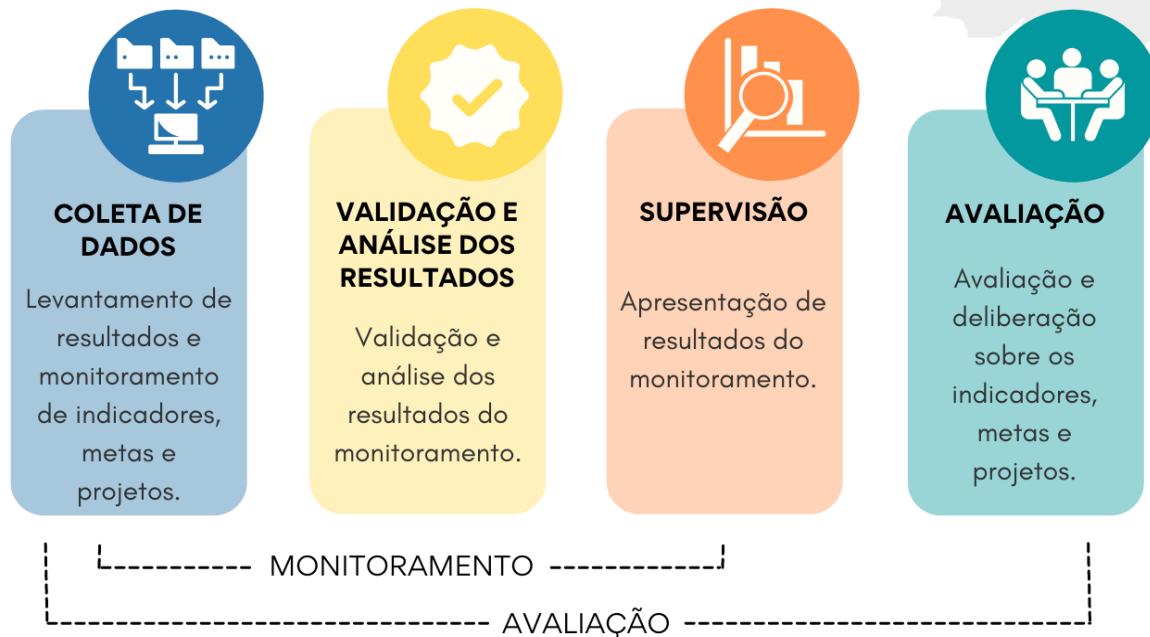 COLETA DE
DADOS
Levantamento de
resultados e
monitoramento
de indicadores,
metas e
projetos.
VALIDAÇÃO E
ANÁLISE DOS
RESULTADOS
Validação e
análise dos
resultados do
monitoramento.
SUPERVISÃO
Apresentação de
resultados do
monitoramento.
AVALIAÇÃO
Avaliação e
deliberação
sobre os
indicadores,
metas e
projetos.
MONITORAMENTO
AVALIAÇÃO